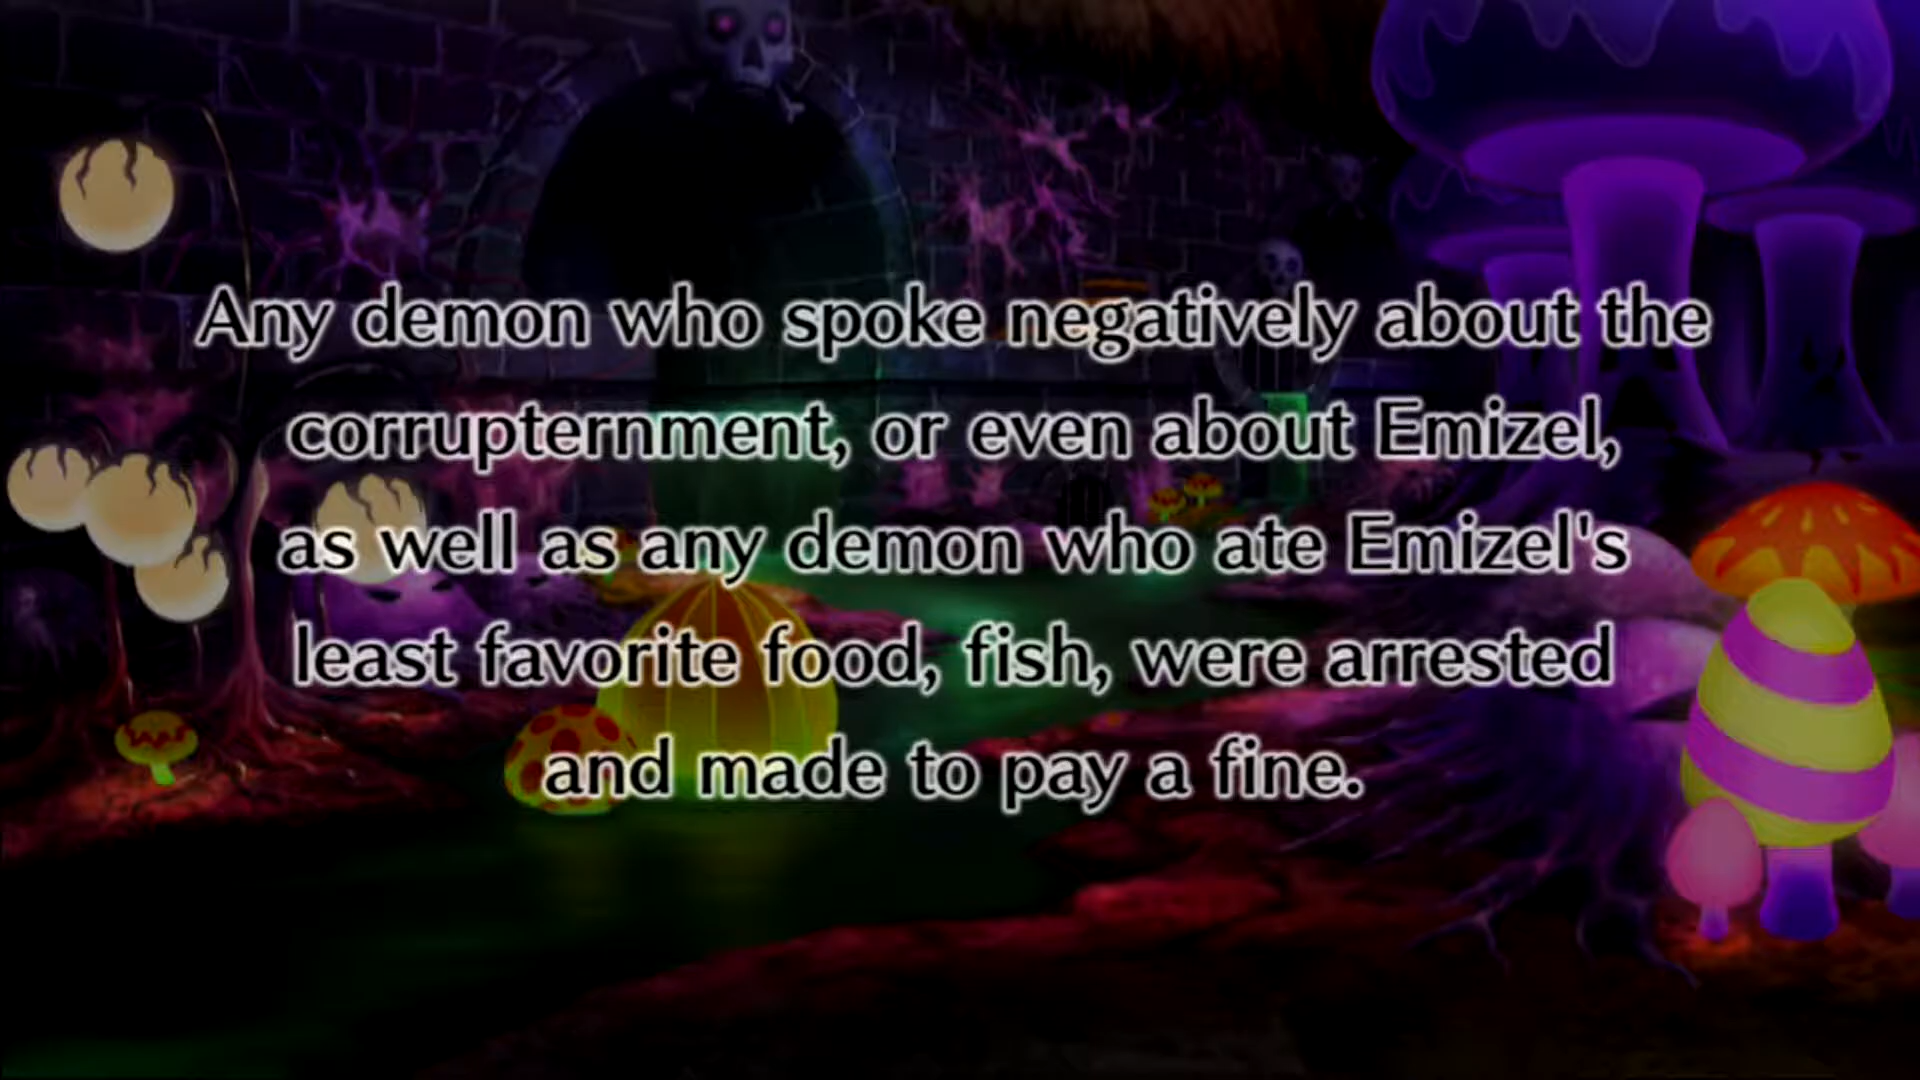 Any demon who spoke negatively about the
corrupternment, or even about Emizel,
as well as any demon who ate Emizel's
least favorite food, fish, were arrested
and made to pay a fine.